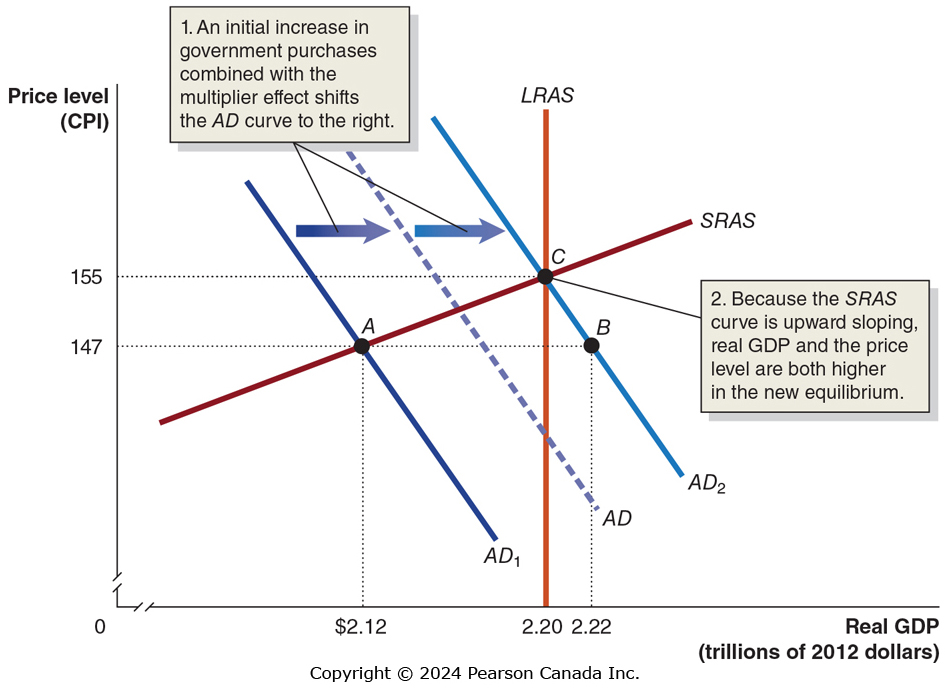 1. An initial increase in
government purchases
combined with the
multiplier effect shifts
the AD curve to the right.
Price level
(CPI)
LRAS
SRAS
155
C
2. Because the SRAS
curve is upward sloping,
real GDP and the price
level are both higher
in the new equilibrium.
A
B
147
AD₂
AD
AD₁
0
$2.12
2.20
2.22
Real GDP
(trillions of 2012 dollars)
Copyright © 2024 Pearson Canada Inc.